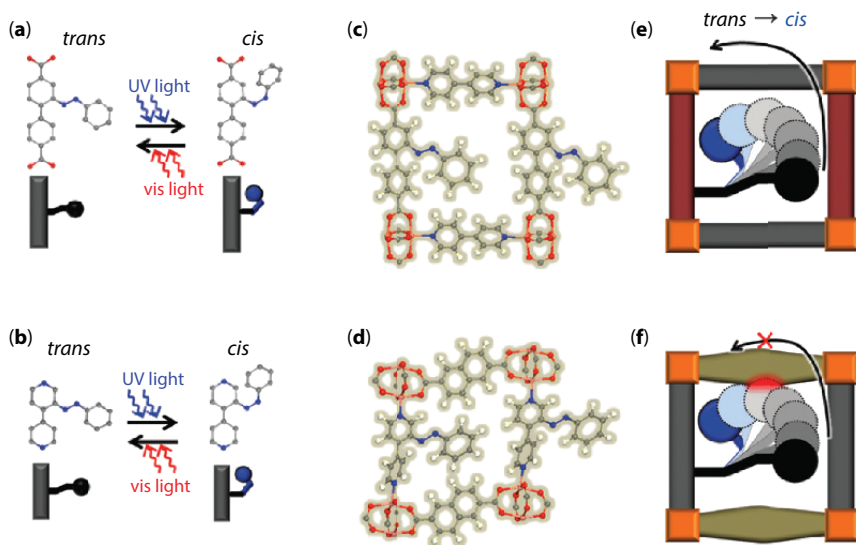 (a)
trans
cis
UV light
vis light
(b)
trans
cis
UV light
vis light
(c)
(d)
(e)
trans → cis
(f)